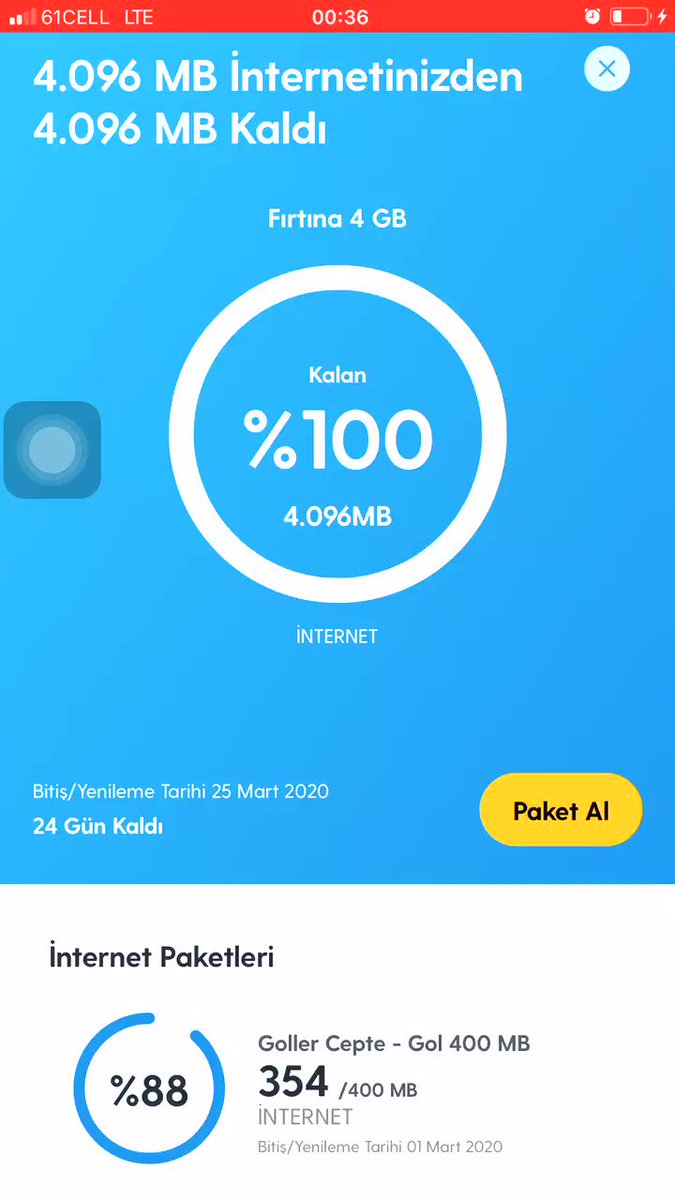 61CELL LTE 00:36
4.096 MB İnternetinizden
4.096 MB Kaldı
Fırtına 4 GB
Kalan
%100
4.096MB
İNTERNET
Bitiş/Yenileme Tarihi 25 Mart 2020
24 Gün Kaldı
Paket Al
İnternet Paketleri
%88
Goller Cepte - Gol 400 MB
354 /400 MB
İNTERNET
Bitiş/Yenileme Tarihi 01 Mart 2020